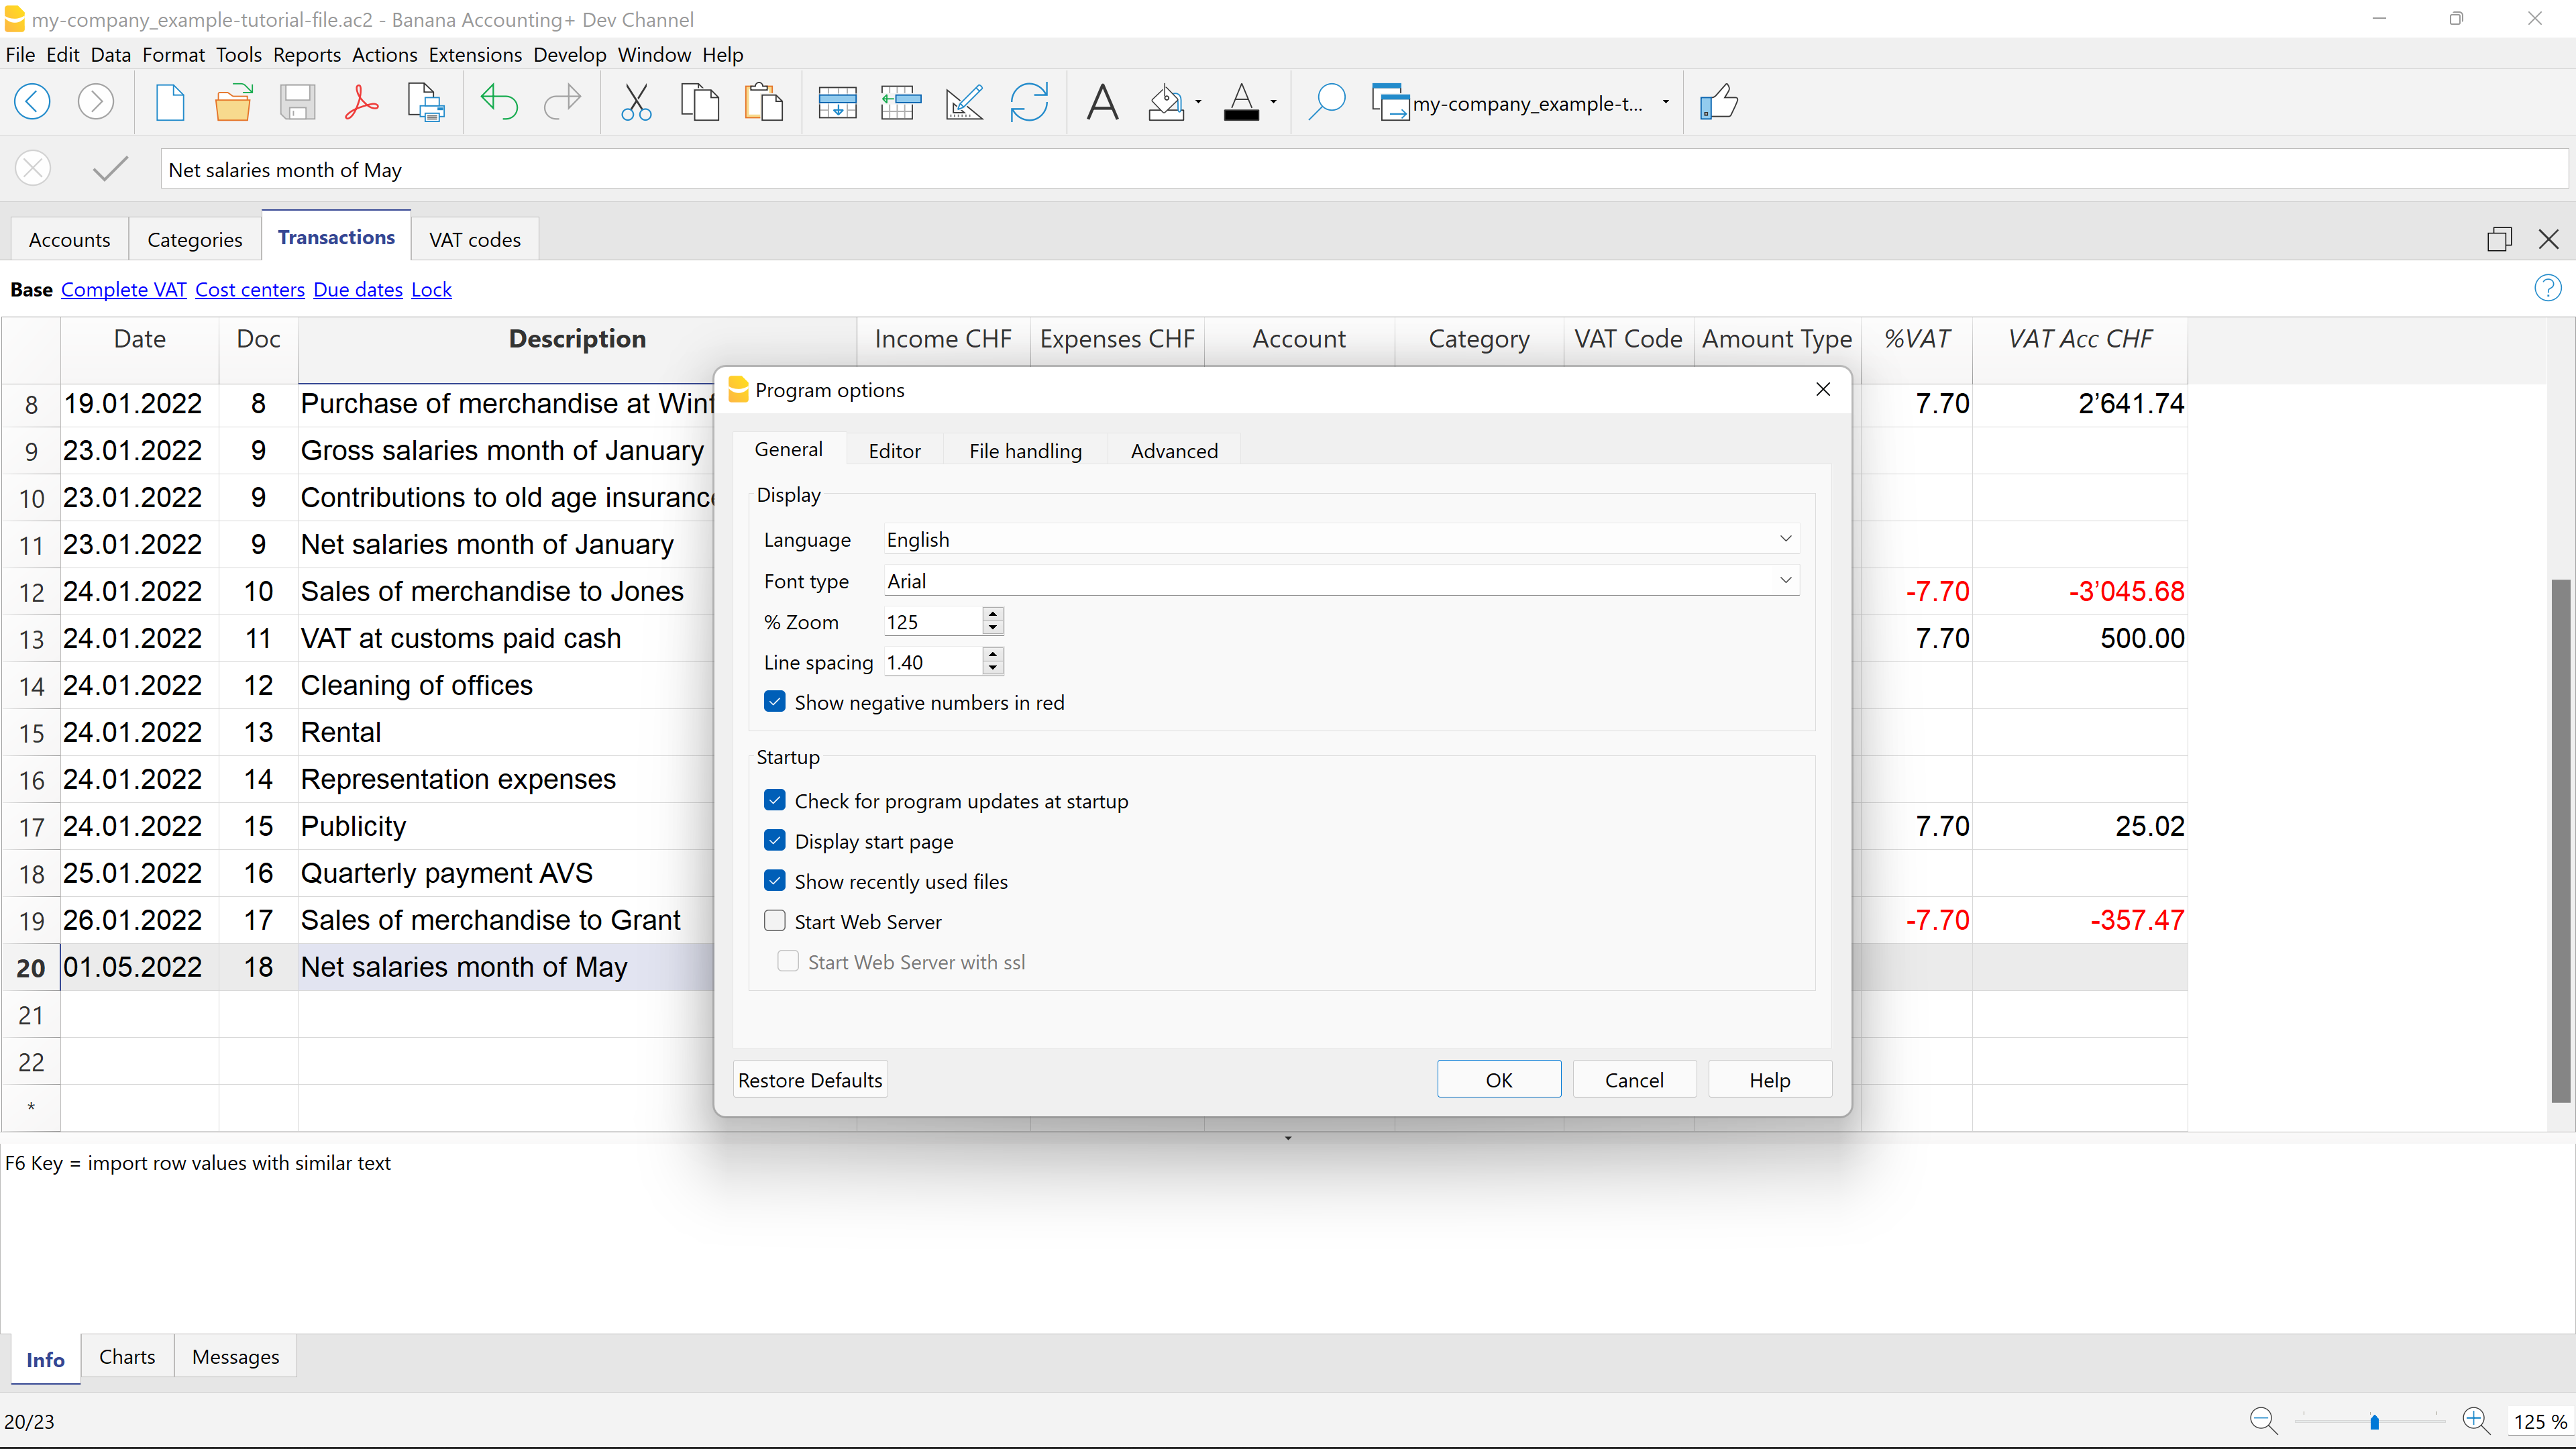 my-company_example-tutorial-file.ac2 - Banana Accounting+ Dev Channel
File Edit Data Format Tools Reports Actions Extensions Develop Window Help
my-company_example-t...
Net salaries month of May
Accounts Categories Transactions VAT codes
Base Complete VAT Cost centers Due dates Lock
Date Doc Description Income CHF Expenses CHF Account Category VAT Code Amount Type %VAT VAT Acc CHF
8 19.01.2022 8 Purchase of merchandise at 7.70 2’641.74
9 23.01.2022 9 Gross salaries month of January
10 23.01.2022 9 Contributions to old age insurance
11 23.01.2022 9 Net salaries month of January
12 24.01.2022 10 Sales of merchandise to Jones -7.70 -3’045.68
13 24.01.2022 11 VAT at customs paid cash 7.70 500.00
14 24.01.2022 12 Cleaning of offices
15 24.01.2022 13 Rental
16 24.01.2022 14 Representation expenses
17 24.01.2022 15 Publicity 7.70 25.02
18 25.01.2022 16 Quarterly payment AVS
19 26.01.2022 17 Sales of merchandise to Grant -7.70 -357.47
20 01.05.2022 18 Net salaries month of May
21
22
*
Program options
General Editor File handling Advanced
Display
Language English
Font type Arial
% Zoom 125
Line spacing 1.40
Show negative numbers in red
Startup
Check for program updates at startup
Display start page
Show recently used files
Start Web Server
Start Web Server with ssl
Restore Defaults OK Cancel Help
F6 Key = import row values with similar text
Info Charts Messages
20/23 125 %